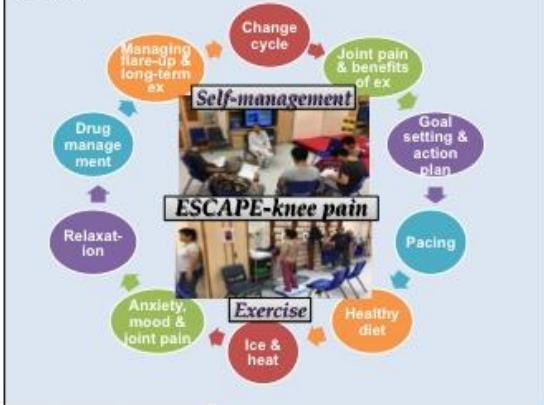 Change
cycle
Joint pain
& benefits
of ex
Goal
setting &
action
plan
Pacing
Healthy
diet
Ice &
heat
Anxiety,
mood &
joint pain
Relaxat-
ion
Drug
manage
ment
Managing
flare-up &
long-term
ex
Self-management
ESCAPE-knee pain
Exercise